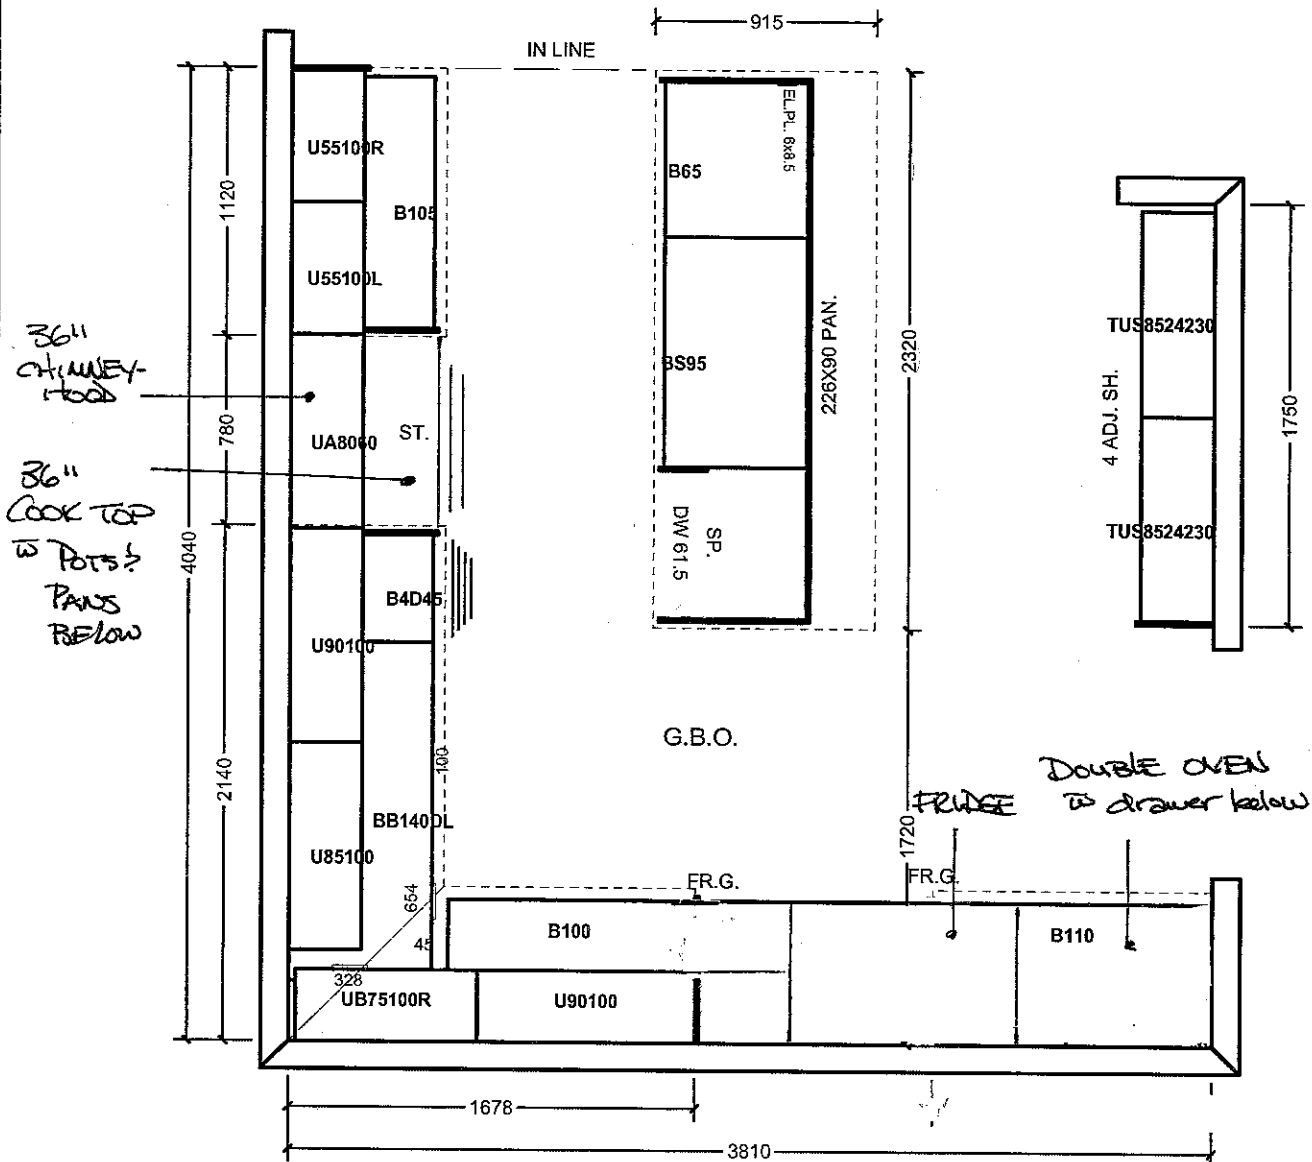 915
IN LINE
EL.PL. 6x8.5
U55100R
B65
1120
B105
U55100L
36"
CHIMNEY-
HOOD
TUS8524230
BS95
226X90 PAN.
2320
4 ADJ. SH.
1750
780
UA8060
ST.
36"
COOK TOP
W̄ POTS &
PANS
BELOW
4040
SP.
DW 61.5
TUS8524230
B4D45
U90100
G.B.O.
100
2140
DOUBLE OVEN
W̄ drawer below
FRIDGE
1720
BB140DL
U85100
FR.G.
FR.G.
654
B100
B110
45
328
UB75100R
U90100
1678
3810